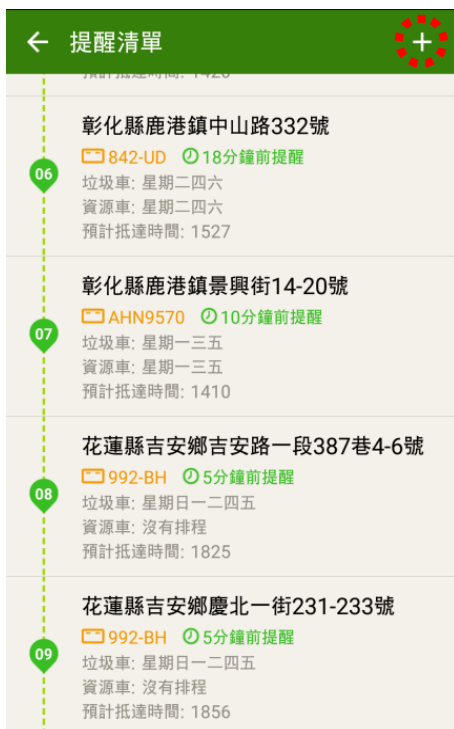 提醒清單
06
彰化縣鹿港鎮中山路332號
842-UD 18分鐘前提醒
垃圾車: 星期二四六
資源車: 星期二四六
預計抵達時間: 1527
07
彰化縣鹿港鎮景興街14-20號
AHN9570 10分鐘前提醒
垃圾車: 星期一三五
資源車: 星期一三五
預計抵達時間: 1410
08
花蓮縣吉安鄉吉安路一段387巷4-6號
992-BH 5分鐘前提醒
垃圾車: 星期日一二四五
資源車: 沒有排程
預計抵達時間: 1825
09
花蓮縣吉安鄉慶北一街231-233號
992-BH 5分鐘前提醒
垃圾車: 星期日一二四五
資源車: 沒有排程
預計抵達時間: 1856